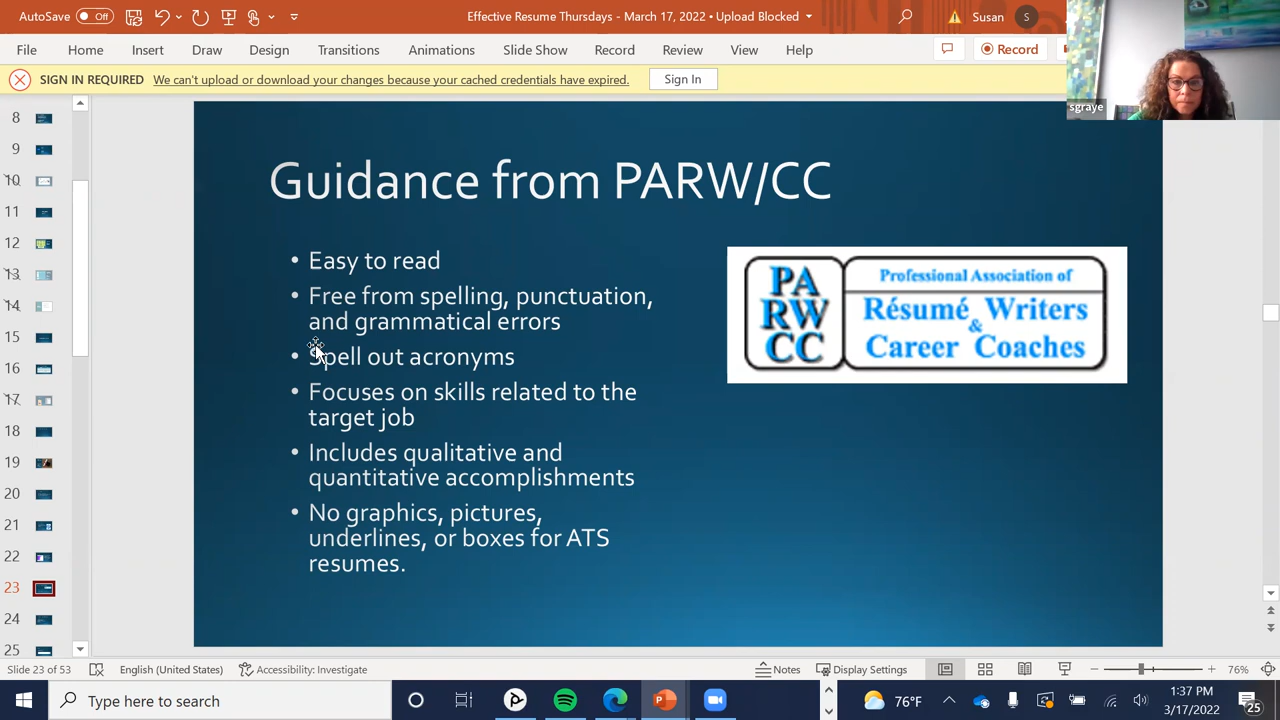 AutoSave Off
Effective Resume Thursdays - March 17, 2022 • Upload Blocked
Susan S
File Home Insert Draw Design Transitions Animations Slide Show Record Review View Help
Record
SIGN IN REQUIRED We can't upload or download your changes because your cached credentials have expired. Sign In
sgraye
8
9
10
11
12
13
14
15
16
17
18
19
20
21
22
23
24
25
Guidance from PARW/CC
• Easy to read
• Free from spelling, punctuation,
and grammatical errors
• Spell out acronyms
• Focuses on skills related to the
target job
• Includes qualitative and
quantitative accomplishments
• No graphics, pictures,
underlines, or boxes for ATS
resumes.
PA
RW
CC
Professional Association of
Résumé Writers
&
Career Coaches
Slide 23 of 53 English (United States) Accessibility: Investigate Notes Display Settings 76%
Type here to search
76°F
1:37 PM
3/17/2022
25